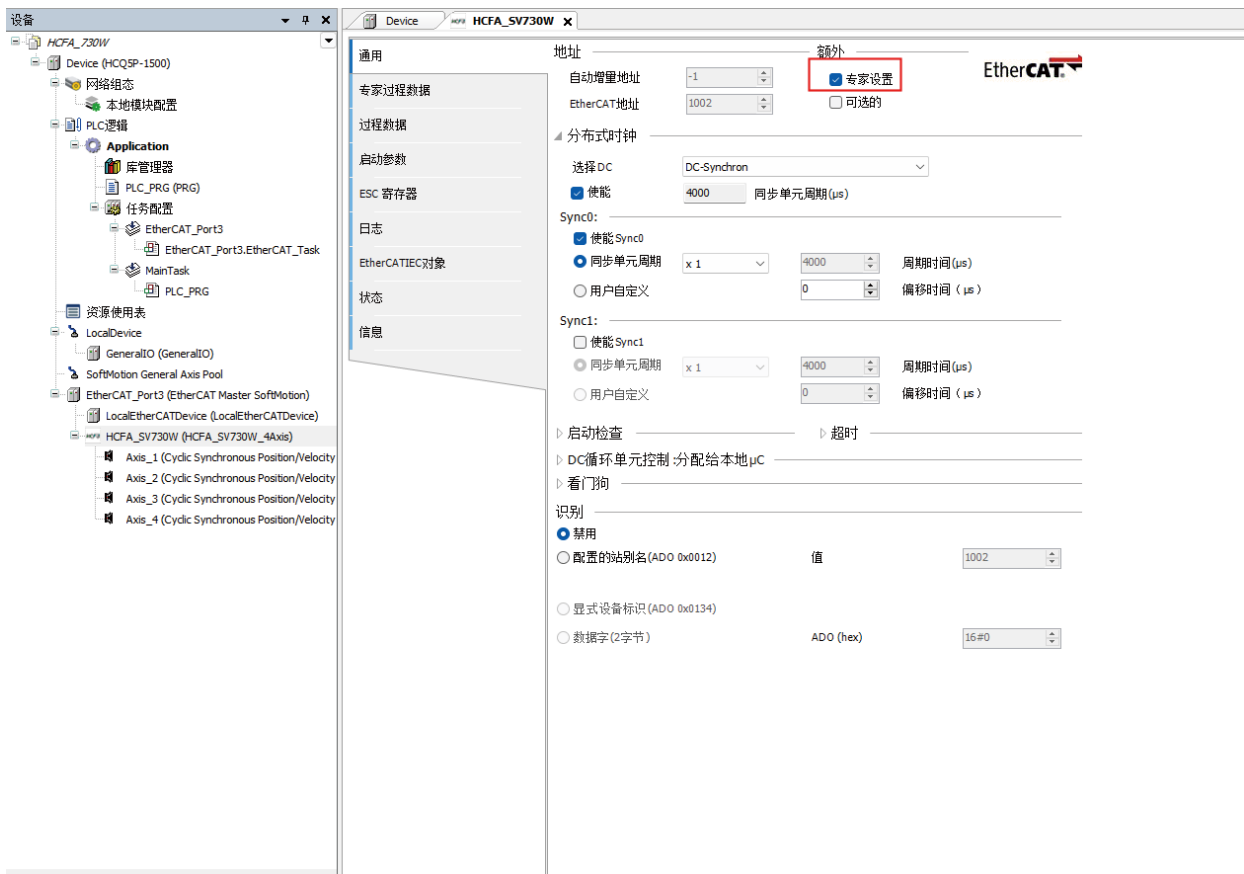 设备
HCFA_730W
Device (HCQ5P-1500)
网络组态
本地模块配置
PLC逻辑
Application
库管理器
PLC_PRG (PRG)
任务配置
EtherCAT_Port3
EtherCAT_Port3.EtherCAT_Task
MainTask
PLC_PRG
资源使用表
LocalDevice
GeneralIO (GeneralIO)
SoftMotion General Axis Pool
EtherCAT_Port3 (EtherCAT Master SoftMotion)
LocalEtherCATDevice (LocalEtherCATDevice)
HCFA HCFA_SV730W (HCFA_SV730W_4Axis)
Axis_1 (Cyclic Synchronous Position/Velocity
Axis_2 (Cyclic Synchronous Position/Velocity
Axis_3 (Cyclic Synchronous Position/Velocity
Axis_4 (Cyclic Synchronous Position/Velocity
Device HCFA HCFA_SV730W
通用
专家过程数据
过程数据
启动参数
ESC 寄存器
日志
EtherCATIEC对象
状态
信息
地址 额外
自动增量地址 -1 专家设置
EtherCAT地址 1002 可选的
EtherCAT
分布式时钟
选择DC DC-Synchron
使能 4000 同步单元周期(μs)
Sync0:
使能Sync0
同步单元周期 x 1 4000 周期时间(μs)
用户自定义 0 偏移时间（μs）
Sync1:
使能Sync1
同步单元周期 x 1 4000 周期时间(μs)
用户自定义 0 偏移时间（μs）
启动检查 超时
DC循环单元控制:分配给本地μC
看门狗
识别
禁用
配置的站别名(ADO 0x0012) 值 1002
显式设备标识(ADO 0x0134)
数据字(2字节) ADO (hex) 16#0